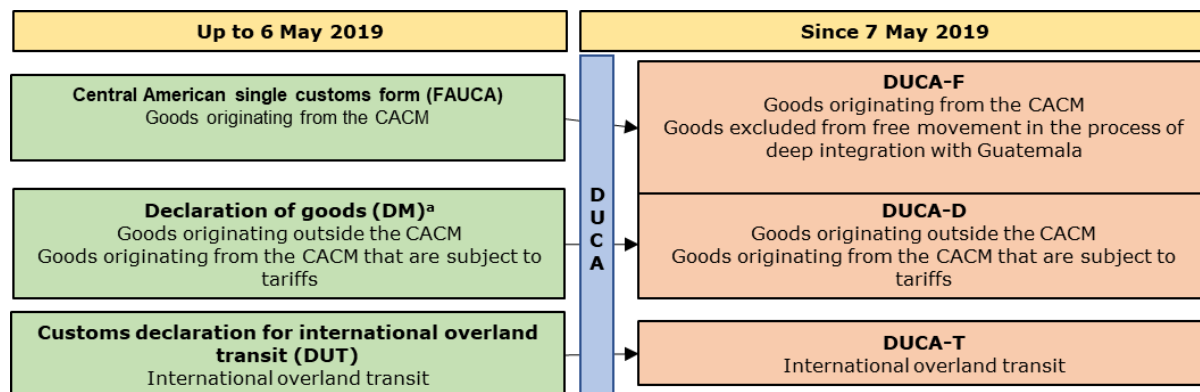 Up to 6 May 2019
Since 7 May 2019
Central American single customs form (FAUCA)
Goods originating from the CACM
DUCA-F
Goods originating from the CACM
Goods excluded from free movement in the process of
deep integration with Guatemala
D
U
C
A
Declaration of goods (DM)ᵃ
Goods originating outside the CACM
Goods originating from the CACM that are subject to
tariffs
DUCA-D
Goods originating outside the CACM
Goods originating from the CACM that are subject to
tariffs
Customs declaration for international overland
transit (DUT)
International overland transit
DUCA-T
International overland transit